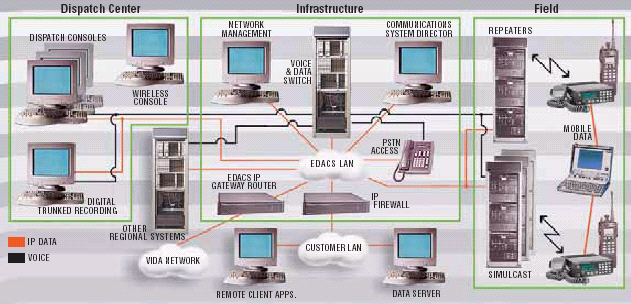 Dispatch Center
Infrastructure
Field
DISPATCH CONSOLES
WIRELESS
CONSOLE
DIGITAL
TRUNKED RECORDING
NETWORK
MANAGEMENT
VOICE
& DATA
SWITCH
COMMUNICATIONS
SYSTEM DIRECTOR
EDACS LAN
PSTN
ACCESS
EDACS IP
GATEWAY ROUTER
IP
FIREWALL
REPEATERS
MOBILE
DATA
SIMULCAST
OTHER
REGIONAL SYSTEMS
VIDA NETWORK
CUSTOMER LAN
REMOTE CLIENT APPS.
DATA SERVER
IP DATA
VOICE